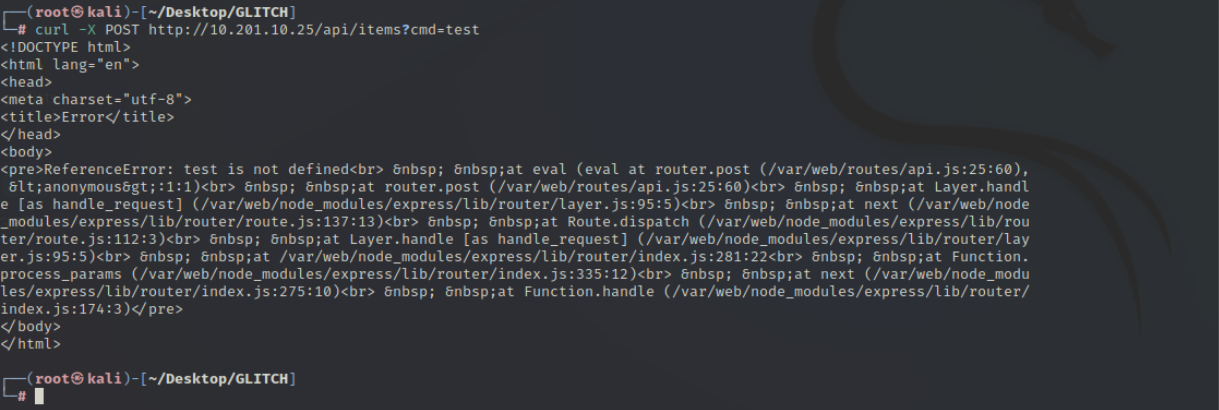 ┌──(root㉿kali)-[~/Desktop/GLITCH]
└─# curl -X POST http://10.201.10.25/api/items?cmd=test
<!DOCTYPE html>
<html lang="en">
<head>
<meta charset="utf-8">
<title>Error</title>
</head>
<body>
<pre>ReferenceError: test is not defined<br> &nbsp; &nbsp;at eval (eval at router.post (/var/web/routes/api.js:25:60),
 &lt;anonymous&gt;:1:1)<br> &nbsp; &nbsp;at router.post (/var/web/routes/api.js:25:60)<br> &nbsp; &nbsp;at Layer.handl
e [as handle_request] (/var/web/node_modules/express/lib/router/layer.js:95:5)<br> &nbsp; &nbsp;at next (/var/web/node
_modules/express/lib/router/route.js:137:13)<br> &nbsp; &nbsp;at Route.dispatch (/var/web/node_modules/express/lib/rou
ter/route.js:112:3)<br> &nbsp; &nbsp;at Layer.handle [as handle_request] (/var/web/node_modules/express/lib/router/lay
er.js:95:5)<br> &nbsp; &nbsp;at /var/web/node_modules/express/lib/router/index.js:281:22<br> &nbsp; &nbsp;at Function.
process_params (/var/web/node_modules/express/lib/router/index.js:335:12)<br> &nbsp; &nbsp;at next (/var/web/node_modu
les/express/lib/router/index.js:275:10)<br> &nbsp; &nbsp;at Function.handle (/var/web/node_modules/express/lib/router/
index.js:174:3)</pre>
</body>
</html>
┌──(root㉿kali)-[~/Desktop/GLITCH]
└─#